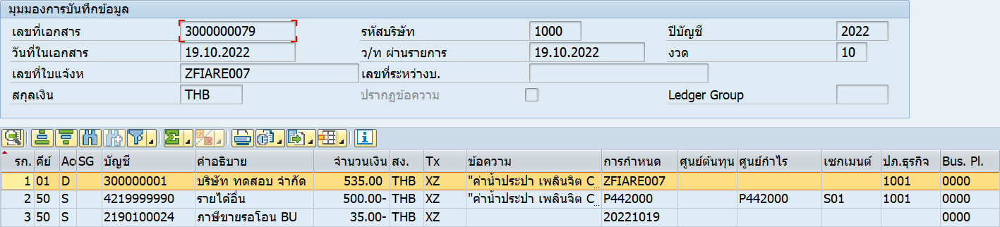 มุมมองการบันทึกข้อมูล
เลขที่เอกสาร 3000000079 รหัสบริษัท 1000 ปีบัญชี 2022
วันที่ในเอกสาร 19.10.2022 ว/ท ผ่านรายการ 19.10.2022 งวด 10
เลขที่ใบแจ้งห ZFIARE007 เลขที่ระหว่างบ.
สกุลเงิน THB ปรากฏข้อความ Ledger Group
รก. คีย์ Ac SG บัญชี คำอธิบาย จำนวนเงิน สง. Tx ข้อความ การกำหนด ศูนย์ต้นทุน ศูนย์กำไร เซกเมนต์ ปภ.ธุรกิจ Bus. Pl.
1 01 D 300000001 บริษัท ทดสอบ จำกัด 535.00 THB XZ "ค่าน้ำประปา เพลินจิต C… ZFIARE007 1001 0000
2 50 S 4219999990 รายได้อื่น 500.00- THB XZ "ค่าน้ำประปา เพลินจิต C… P442000 P442000 S01 1001 0000
3 50 S 2190100024 ภาษีขายรอโอน BU 35.00- THB XZ 20221019 0000